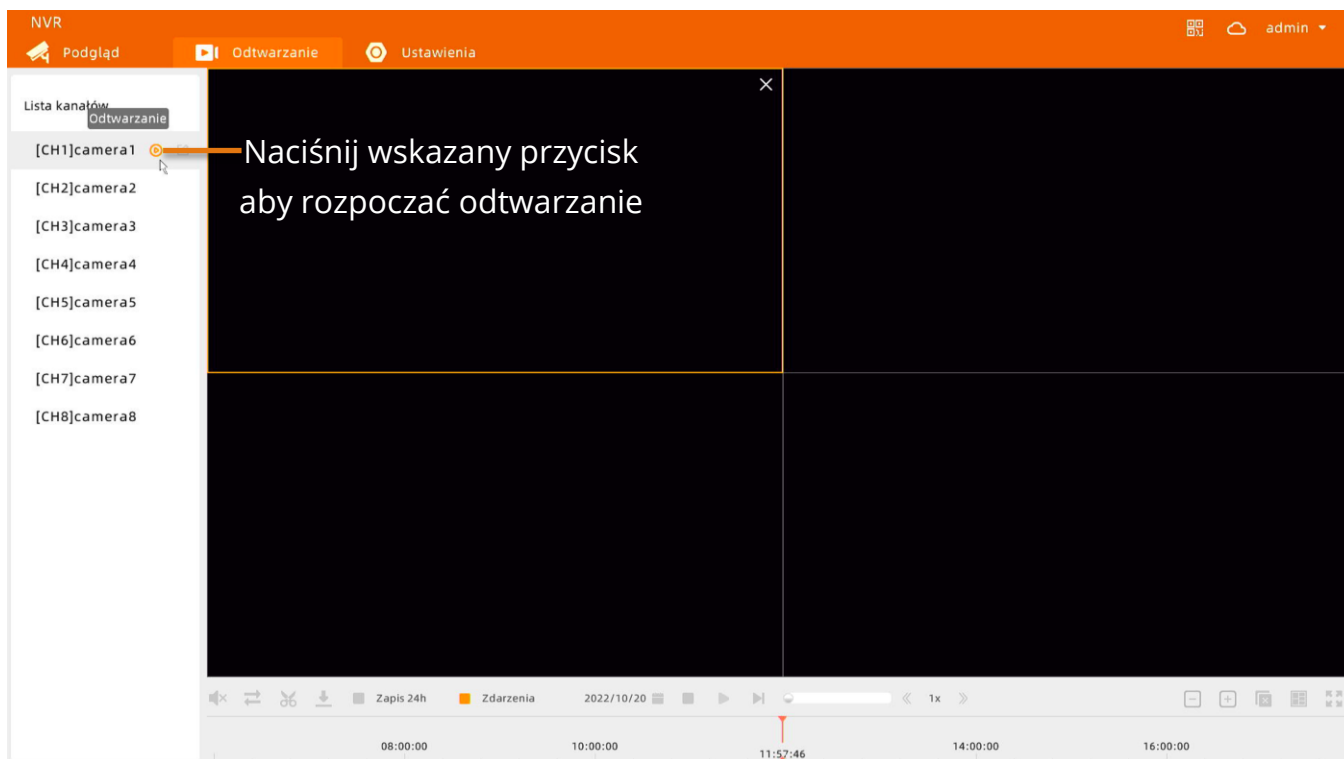 NVR
admin
Podgląd
Odtwarzanie
Ustawienia
Lista kanałów
Odtwarzanie
[CH1]camera1
[CH2]camera2
[CH3]camera3
[CH4]camera4
[CH5]camera5
[CH6]camera6
[CH7]camera7
[CH8]camera8
Naciśnij wskazany przycisk
aby rozpocząć odtwarzanie
Zapis 24h Zdarzenia 2022/10/20 1x
08:00:00 10:00:00 11:57:46 14:00:00 16:00:00